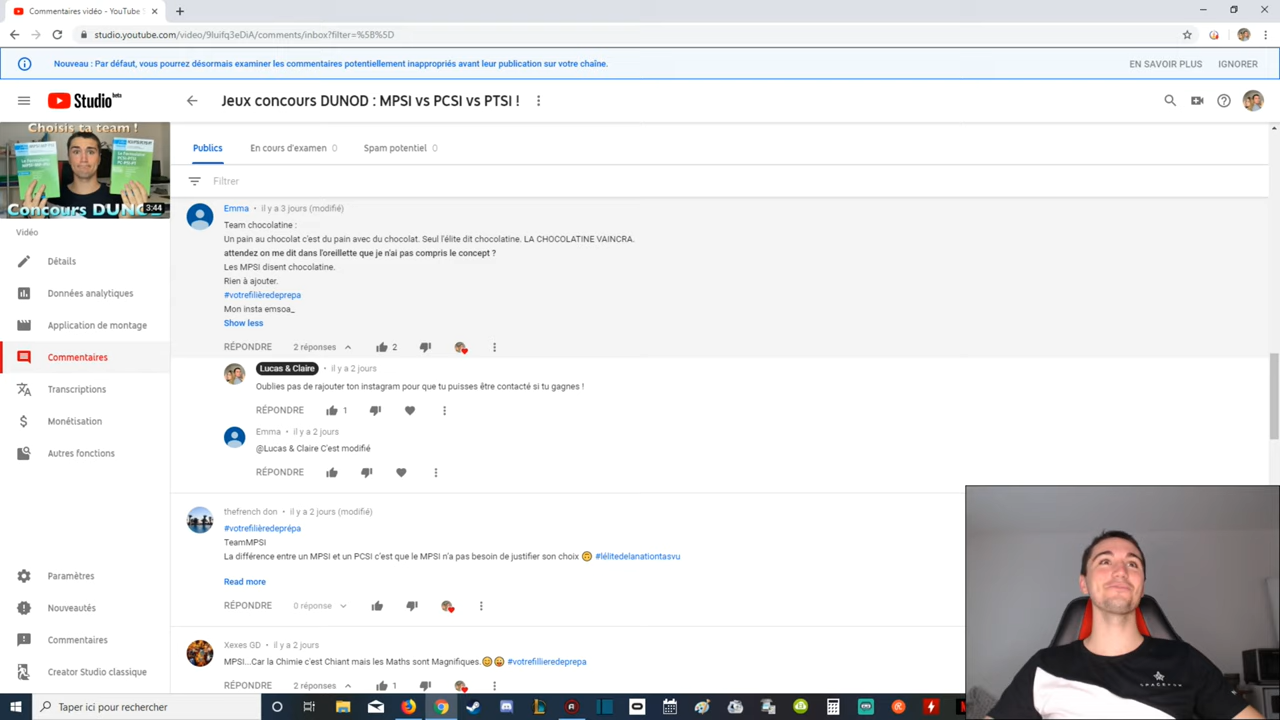 Commentaires vidéo - YouTube S
studio.youtube.com/video/9luifq3eDiA/comments/inbox?filter=%5B%5D
Nouveau : Par défaut, vous pourrez désormais examiner les commentaires potentiellement inappropriés avant leur publication sur votre chaîne.
EN SAVOIR PLUS
IGNORER
Studio beta
Jeux concours DUNOD : MPSI vs PCSI vs PTSI !
Choisis ta team !
Concours DUNOD
3:44
Vidéo
Détails
Données analytiques
Application de montage
Commentaires
Transcriptions
Monétisation
Autres fonctions
Paramètres
Nouveautés
Commentaires
Creator Studio classique
Publics
En cours d'examen 0
Spam potentiel 0
Filtrer
Emma • il y a 3 jours (modifié)
Team chocolatine :
Un pain au chocolat c'est du pain avec du chocolat. Seul l'élite dit chocolatine. LA CHOCOLATINE VAINCRA.
attendez on me dit dans l'oreillette que je n'ai pas compris le concept ?
Les MPSI disent chocolatine.
Rien à ajouter.
#votrefilièredeprepa
Mon insta emsoa_
Show less
RÉPONDRE 2 réponses 2
Lucas & Claire • il y a 2 jours
Oublies pas de rajouter ton instagram pour que tu puisses être contacté si tu gagnes !
RÉPONDRE 1
Emma • il y a 2 jours
@Lucas & Claire C'est modifié
RÉPONDRE
thefrench don • il y a 2 jours (modifié)
#votrefilièredeprépa
TeamMPSI
La différence entre un MPSI et un PCSI c'est que le MPSI n'a pas besoin de justifier son choix 🙃 #lélitedelanationtasvu
Read more
RÉPONDRE 0 réponse
Xexes GD • il y a 2 jours
MPSI...Car la Chimie c'est Chiant mais les Maths sont Magnifiques.😊😛 #votrefillieredeprepa
RÉPONDRE 2 réponses 1
Taper ici pour rechercher